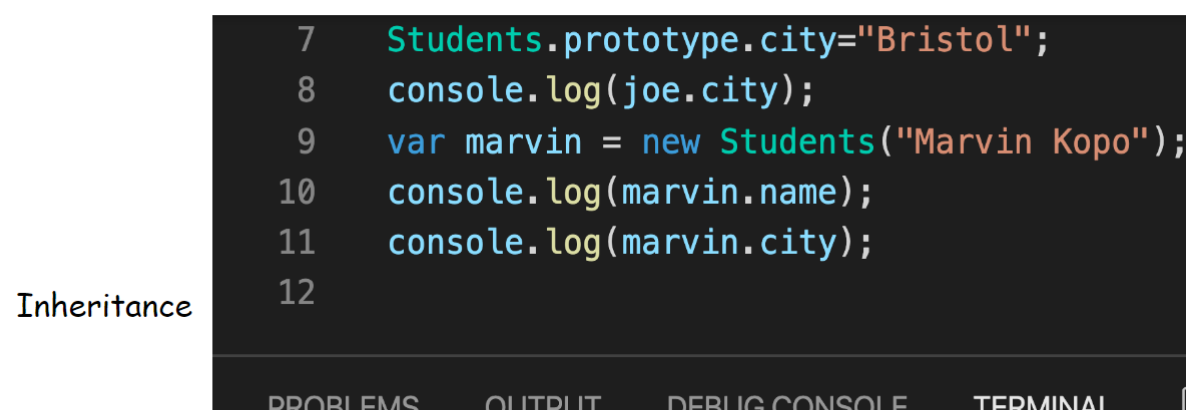 7 Students.prototype.city="Bristol";
8 console.log(joe.city);
9 var marvin = new Students("Marvin Kopo");
10 console.log(marvin.name);
11 console.log(marvin.city);
12
Inheritance
PROBLEMS OUTPUT DEBUG CONSOLE TERMINAL